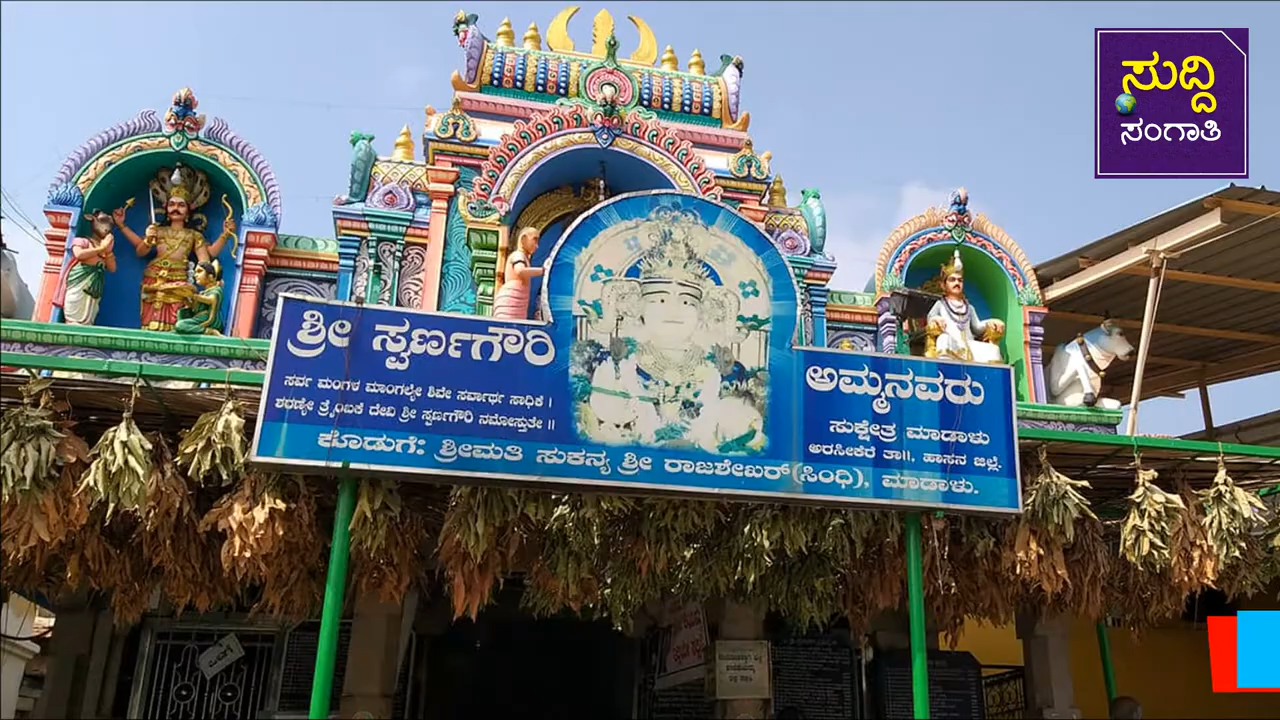 ಸುದ್ದಿ
ಸಂಗಾತಿ
ಶ್ರೀ ಸ್ವರ್ಣಗೌರಿ
ಅಮ್ಮನವರು
ಸರ್ವ ಮಂಗಳ ಮಾಂಗಲ್ಯೇ ಶಿವೇ ಸರ್ವಾರ್ಥ ಸಾಧಿಕೆ ।
ಶರಣ್ಯೇ ತ್ರೈಂಬಕೆ ದೇವಿ ಶ್ರೀ ಸ್ವರ್ಣಗೌರಿ ನಮೋಸ್ತುತೇ ॥
ಸುಕ್ಷೇತ್ರ ಮಾಡಾಳು
ಅರಸೀಕೆರೆ ತಾ॥, ಹಾಸನ ಜಿಲ್ಲೆ.
ಕೊಡುಗೆ: ಶ್ರೀಮತಿ ಸುಕನ್ಯ ಶ್ರೀ ರಾಜಶೇಖರ್ (ಸಿಂಧಿ), ಮಾಡಾಳು.